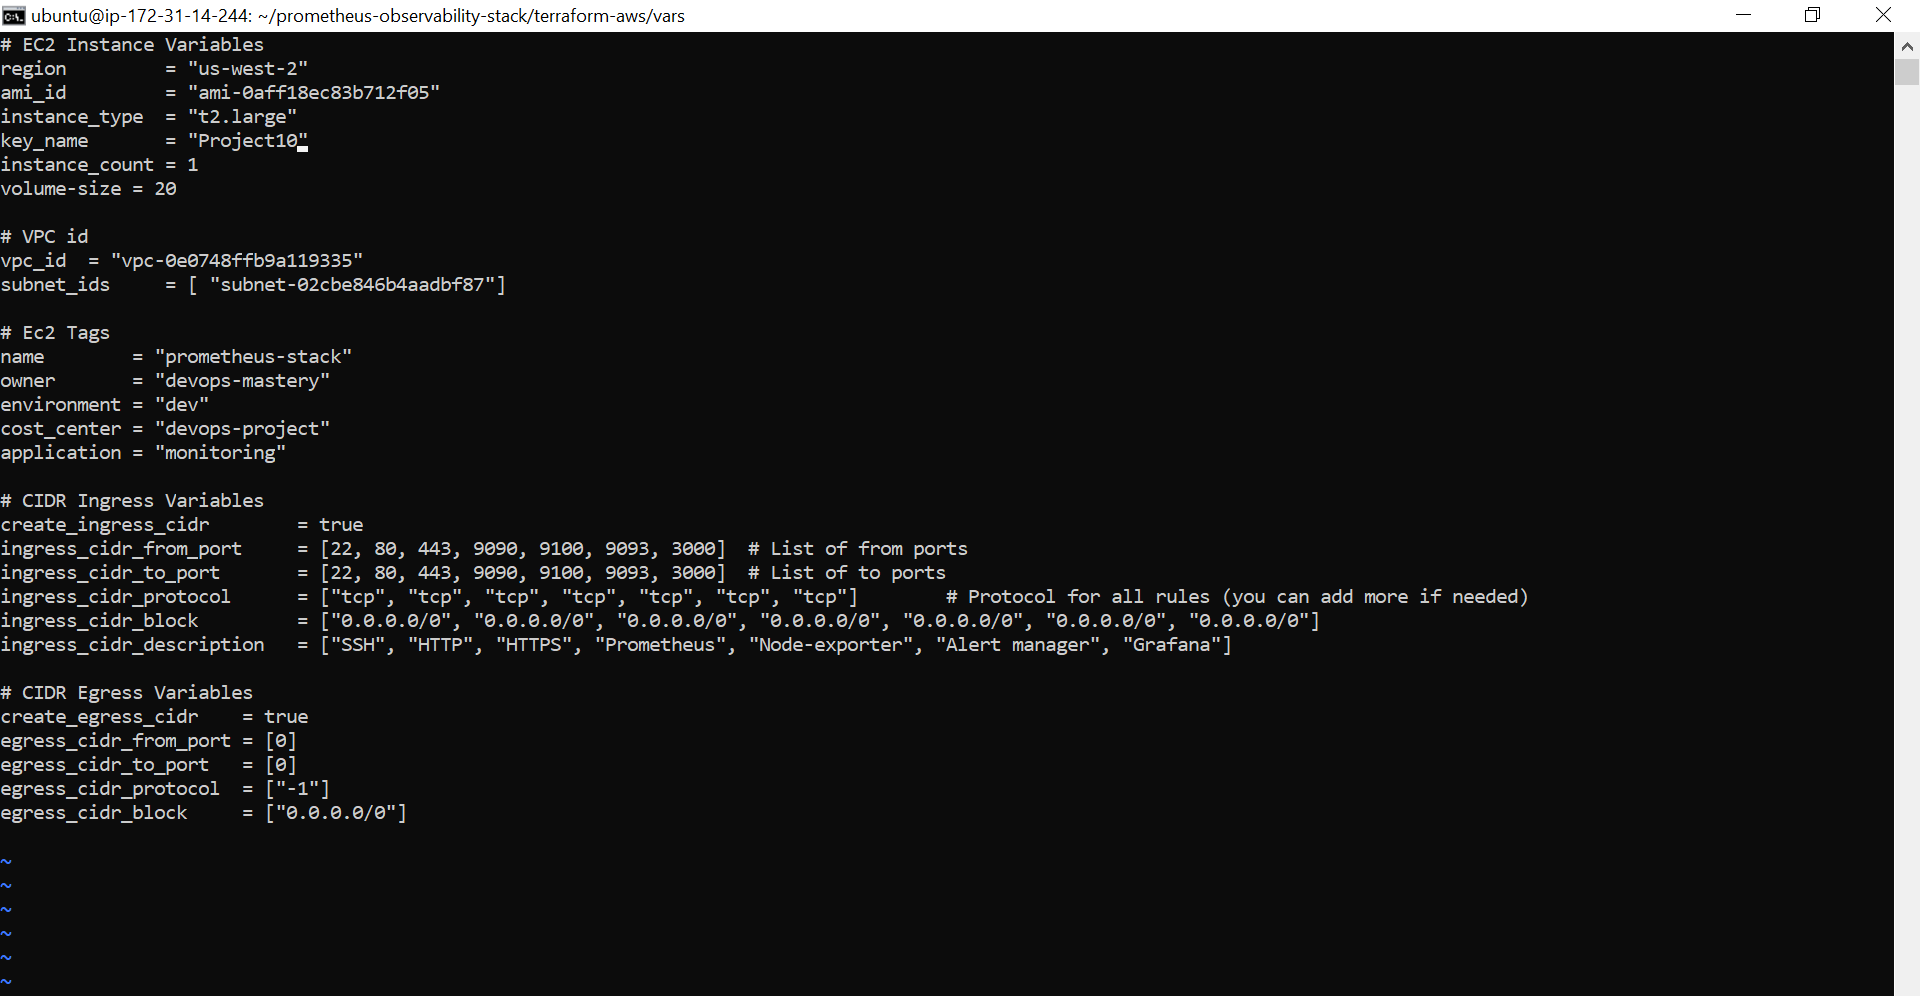 ubuntu@ip-172-31-14-244: ~/prometheus-observability-stack/terraform-aws/vars
# EC2 Instance Variables
region         = "us-west-2"
ami_id         = "ami-0aff18ec83b712f05"
instance_type  = "t2.large"
key_name       = "Project10"
instance_count = 1
volume-size = 20

# VPC id
vpc_id  = "vpc-0e0748ffb9a119335"
subnet_ids     = [ "subnet-02cbe846b4aadbf87"]

# Ec2 Tags
name        = "prometheus-stack"
owner       = "devops-mastery"
environment = "dev"
cost_center = "devops-project"
application = "monitoring"

# CIDR Ingress Variables
create_ingress_cidr        = true
ingress_cidr_from_port     = [22, 80, 443, 9090, 9100, 9093, 3000]  # List of from ports
ingress_cidr_to_port       = [22, 80, 443, 9090, 9100, 9093, 3000]  # List of to ports
ingress_cidr_protocol      = ["tcp", "tcp", "tcp", "tcp", "tcp", "tcp", "tcp"]        # Protocol for all rules (you can add more if needed)
ingress_cidr_block         = ["0.0.0.0/0", "0.0.0.0/0", "0.0.0.0/0", "0.0.0.0/0", "0.0.0.0/0", "0.0.0.0/0", "0.0.0.0/0"]
ingress_cidr_description   = ["SSH", "HTTP", "HTTPS", "Prometheus", "Node-exporter", "Alert manager", "Grafana"]

# CIDR Egress Variables
create_egress_cidr    = true
egress_cidr_from_port = [0]
egress_cidr_to_port   = [0]
egress_cidr_protocol  = ["-1"]
egress_cidr_block     = ["0.0.0.0/0"]

~
~
~
~
~
~